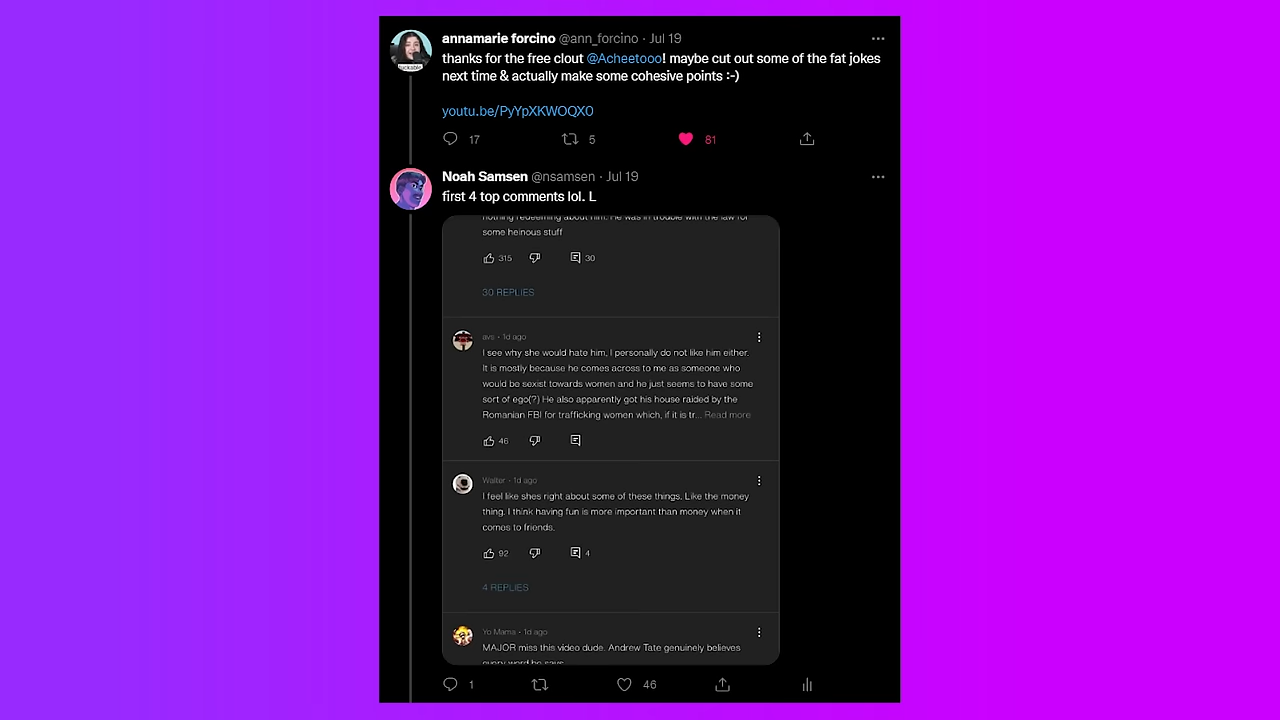 annamarie forcino @ann_forcino · Jul 19
thanks for the free clout @Acheetooo! maybe cut out some of the fat jokes
next time & actually make some cohesive points :-)
youtu.be/PyYpXKWOQX0
17 5 81
Noah Samsen @nsamsen · Jul 19
first 4 top comments lol. L
nothing redeeming about him. He was in trouble with the law for
some heinous stuff
315 30
30 REPLIES
avs · 1d ago
I see why she would hate him, I personally do not like him either.
It is mostly because he comes across to me as someone who
would be sexist towards women and he just seems to have some
sort of ego(?) He also apparently got his house raided by the
Romanian FBI for trafficking women which, if it is tr... Read more
46
Walter · 1d ago
I feel like shes right about some of these things. Like the money
thing. I think having fun is more important than money when it
comes to friends.
92 4
4 REPLIES
Yo Mama · 1d ago
MAJOR miss this video dude. Andrew Tate genuinely believes
every word he says
1 46